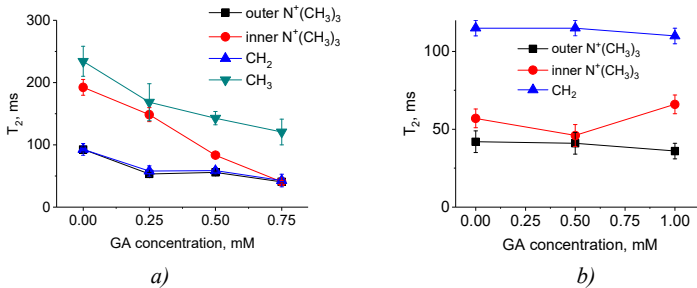 a)
T₂, ms
300
200
100
0
outer N⁺(CH₃)₃
inner N⁺(CH₃)₃
CH₂
CH₃
0.00 0.25 0.50 0.75
GA concentration, mM
a)
b)
T₂, ms
100
50
0
outer N⁺(CH₃)₃
inner N⁺(CH₃)₃
CH₂
0.00 0.25 0.50 0.75 1.00
GA concentration, mM
b)